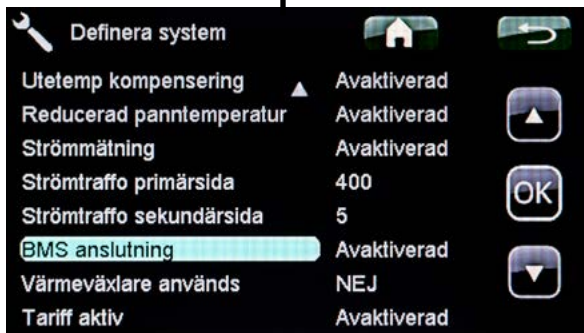 Definera system
Utetemp kompensering Avaktiverad
Reducerad panntemperatur Avaktiverad
Strömmätning Avaktiverad
Strömtraffo primärsida 400
Strömtraffo sekundärsida 5
BMS anslutning Avaktiverad
Värmeväxlare används NEJ
Tariff aktiv Avaktiverad
OK